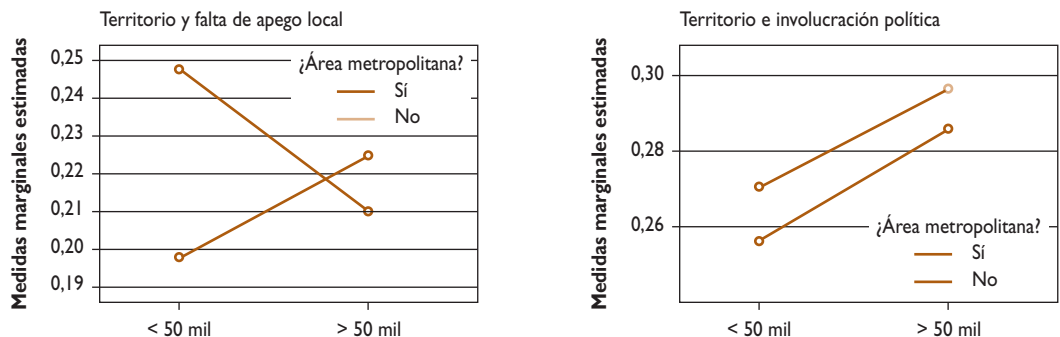 Territorio y falta de apego local
Medidas marginales estimadas
0,25
0,24
0,23
0,22
0,21
0,20
0,19
¿Área metropolitana?
Sí
No
< 50 mil
> 50 mil
Territorio e involucración política
Medidas marginales estimadas
0,30
0,28
0,26
¿Área metropolitana?
Sí
No
< 50 mil
> 50 mil